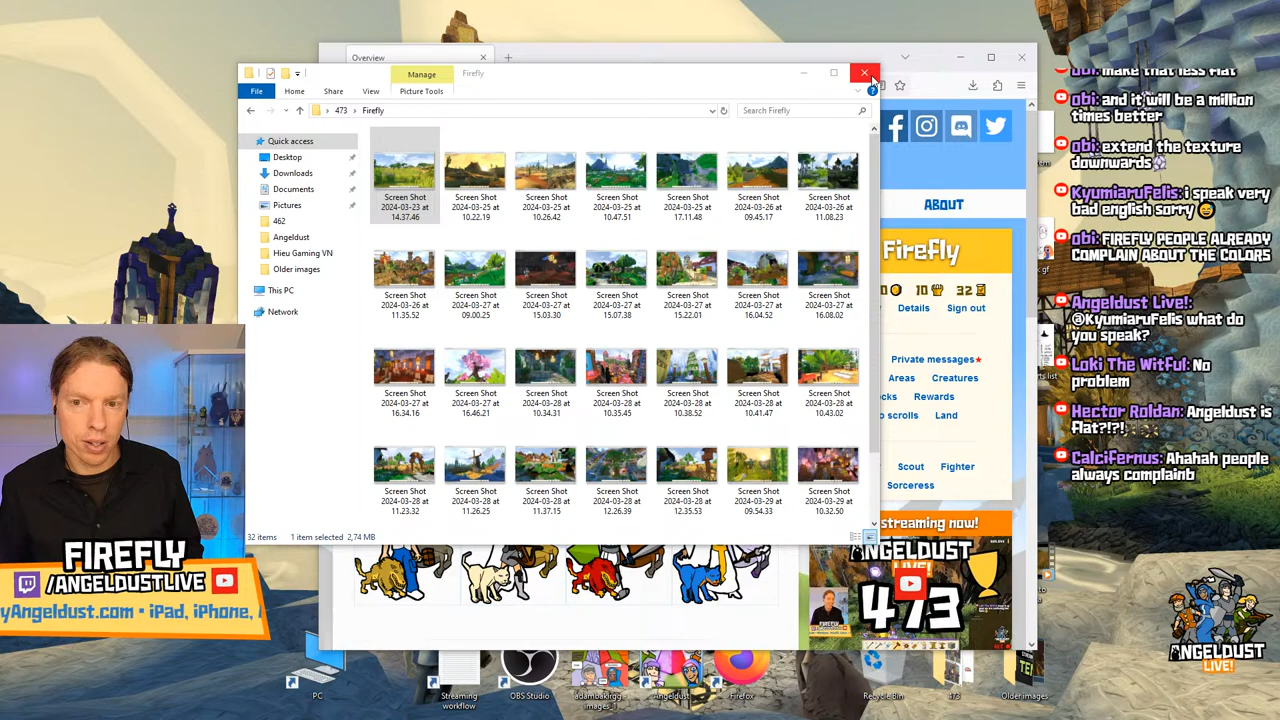 Overview
Manage
Firefly
File
Home
Share
View
Picture Tools
473
Firefly
Search Firefly
Quick access
Desktop
Downloads
Documents
Pictures
462
Angeldust
Hieu Gaming VN
Older images
This PC
Network
Screen Shot 2024-03-23 at 14.37.46
Screen Shot 2024-03-25 at 10.22.19
Screen Shot 2024-03-25 at 10.26.42
Screen Shot 2024-03-25 at 10.47.51
Screen Shot 2024-03-25 at 17.11.48
Screen Shot 2024-03-26 at 09.45.17
Screen Shot 2024-03-26 at 11.08.23
Screen Shot 2024-03-26 at 11.35.52
Screen Shot 2024-03-27 at 09.00.25
Screen Shot 2024-03-27 at 15.03.30
Screen Shot 2024-03-27 at 15.07.38
Screen Shot 2024-03-27 at 15.22.01
Screen Shot 2024-03-27 at 16.04.52
Screen Shot 2024-03-27 at 16.08.02
Screen Shot 2024-03-27 at 16.34.16
Screen Shot 2024-03-27 at 16.46.21
Screen Shot 2024-03-28 at 10.34.31
Screen Shot 2024-03-28 at 10.35.45
Screen Shot 2024-03-28 at 10.38.52
Screen Shot 2024-03-28 at 10.41.47
Screen Shot 2024-03-28 at 10.43.02
Screen Shot 2024-03-28 at 11.23.32
Screen Shot 2024-03-28 at 11.26.25
Screen Shot 2024-03-28 at 11.37.15
Screen Shot 2024-03-28 at 12.26.39
Screen Shot 2024-03-28 at 12.35.53
Screen Shot 2024-03-29 at 09.54.33
Screen Shot 2024-03-29 at 10.32.50
32 items
1 item selected 2,74 MB
ABOUT
Firefly
10
32
Details
Sign out
Private messages★
Areas
Creatures
Rewards
scrolls
Land
Scout
Fighter
Sorceress
streaming now!
ANGELDUST
473
obi: make that less flat
obi: and it will be a million
times better
obi: extend the texture
downwards
KyumiaruFelis: i speak very
bad english sorry
obi: FIREFLY PEOPLE ALREADY
COMPLAIN ABOUT THE COLORS
Angeldust Live!:
@KyumiaruFelis what do
you speak?
Loki The Witful: No
problem
Hector Roldan: Angeldust is
flat?!?!
Calcifernus: Ahahah people
always complainb
FIREFLY
/ANGELDUSTLIVE
yAngeldust.com • iPad, iPhone,
PC
Streaming
workflow
OBS Studio
Angeldust
Firefox
Recycle Bin
473
Older images
ANGELDUST
LIVE!